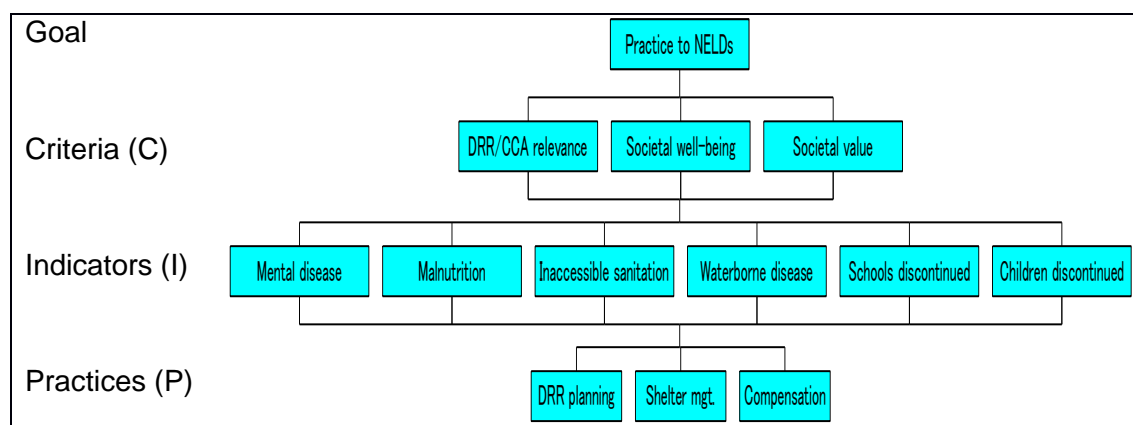 Goal
Practice to NELDs
Criteria (C)
DRR/CCA relevance
Societal well-being
Societal value
Indicators (I)
Mental disease
Malnutrition
Inaccessible sanitation
Waterborne disease
Schools discontinued
Children discontinued
Practices (P)
DRR planning
Shelter mgt.
Compensation